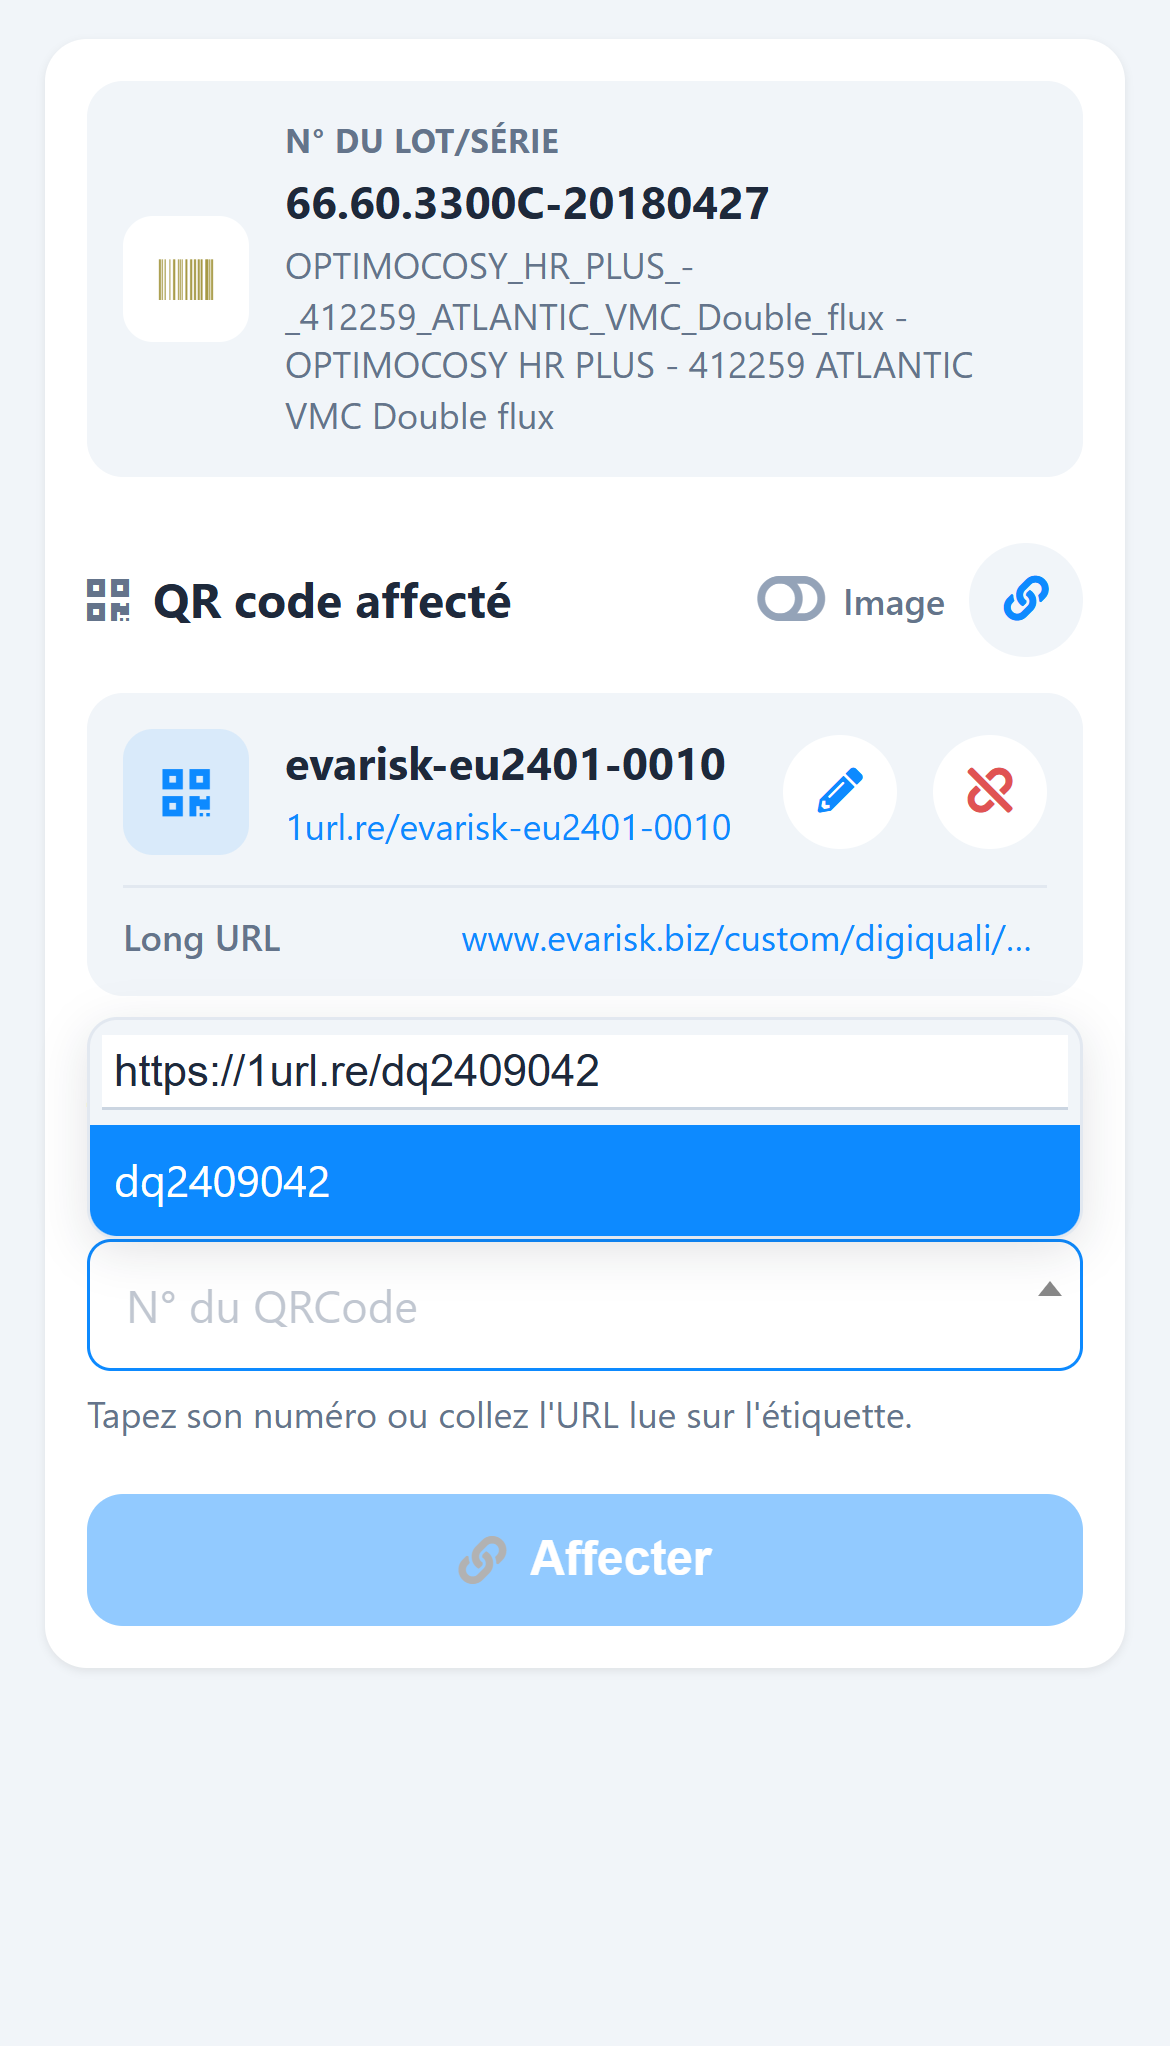 N° DU LOT/SÉRIE
66.60.3300C-20180427
OPTIMOCOSY_HR_PLUS_-
_412259_ATLANTIC_VMC_Double_flux -
OPTIMOCOSY HR PLUS - 412259 ATLANTIC
VMC Double flux
QR code affecté
Image
evarisk-eu2401-0010
1url.re/evarisk-eu2401-0010
Long URL
www.evarisk.biz/custom/digiquali/...
https://1url.re/dq2409042
dq2409042
N° du QRCode
Tapez son numéro ou collez l'URL lue sur l'étiquette.
Affecter